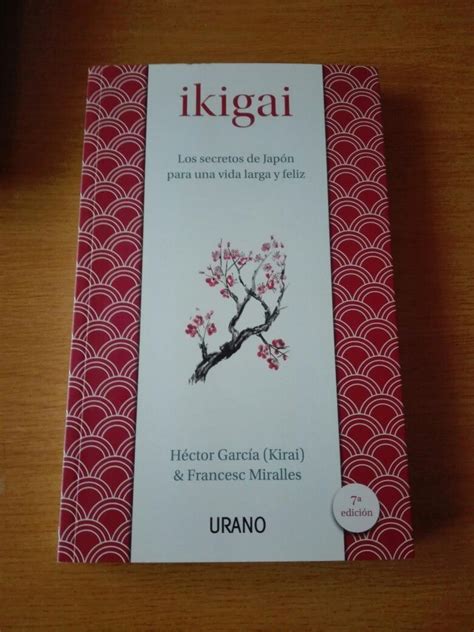 ikigai
Los secretos de Japón
para una vida larga y feliz
Héctor García (Kirai)
& Francesc Miralles
7ª
edición
URANO